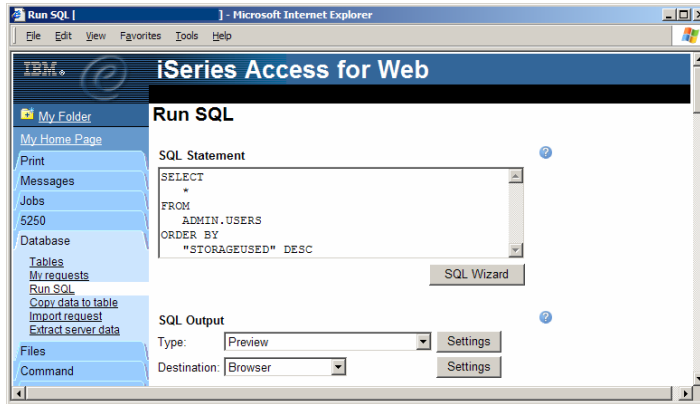 Run SQL [ ] - Microsoft Internet Explorer
File Edit View Favorites Tools Help
IBM. e
iSeries Access for Web
My Folder
My Home Page
Print
Messages
Jobs
5250
Database
Tables
My requests
Run SQL
Copy data to table
Import request
Extract server data
Files
Command
Run SQL
SQL Statement
?
SELECT
*
FROM
ADMIN.USERS
ORDER BY
"STORAGEUSED" DESC
SQL Wizard
SQL Output
?
Type: Preview Settings
Destination: Browser Settings